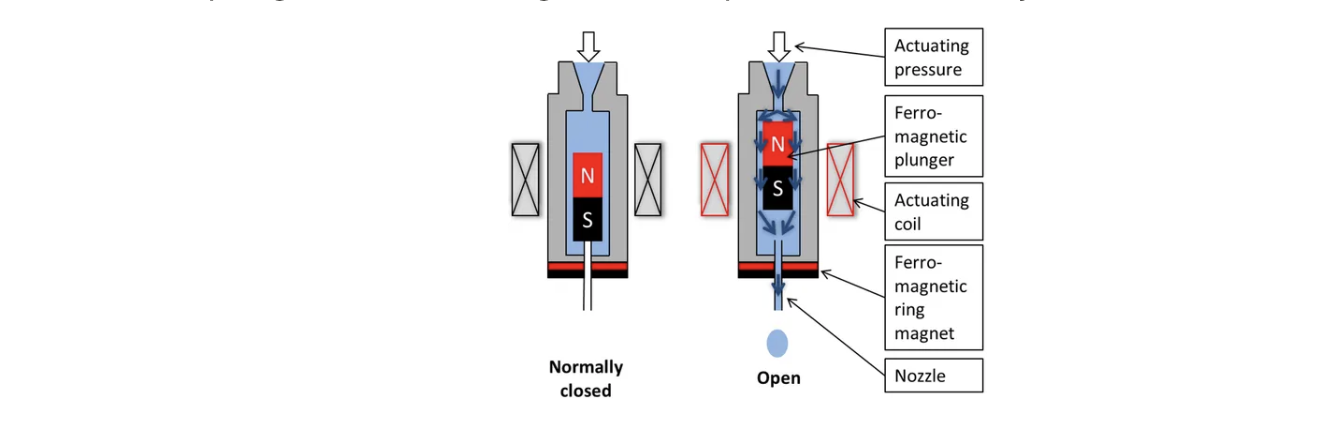 Actuating
pressure
N
S
N
S
Ferro-
magnetic
plunger
Actuating
coil
Ferro-
magnetic
ring
magnet
Nozzle
Normally
closed
Open